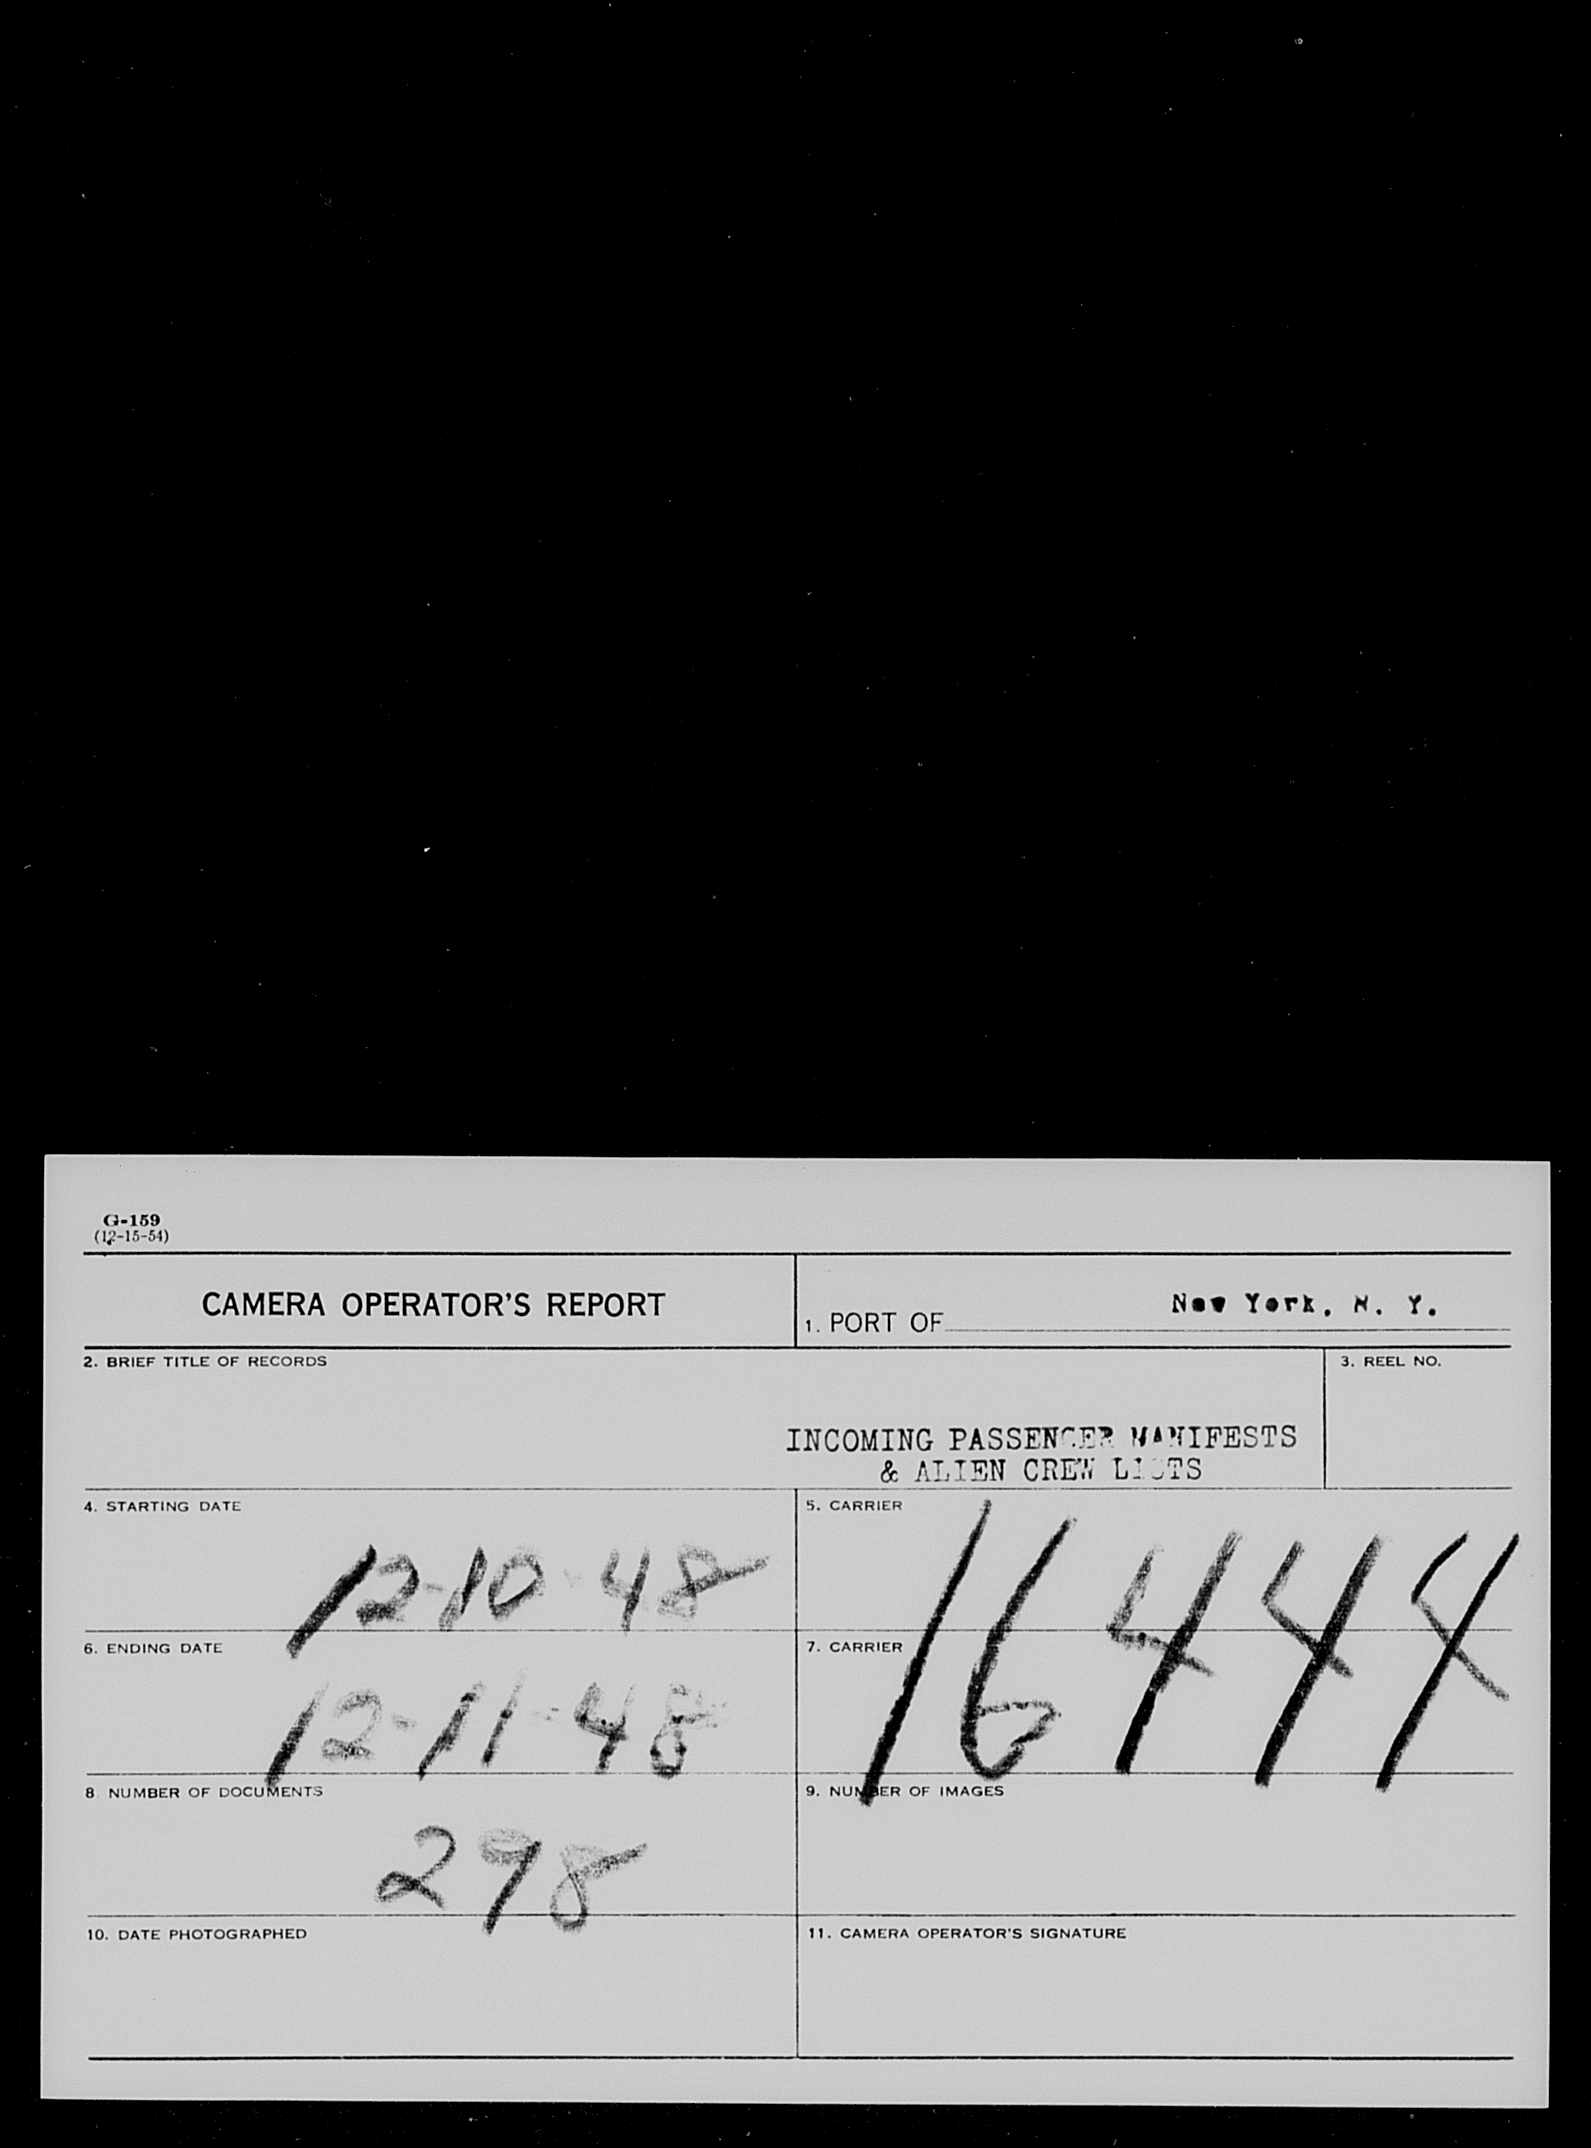 G-159
(12-15-54)
CAMERA OPERATOR'S REPORT
1. PORT OF New York, N. Y.
2. BRIEF TITLE OF RECORDS
3. REEL NO.
INCOMING PASSENGER MANIFESTS
& ALIEN CREW LISTS
4. STARTING DATE
12-10-48
5. CARRIER
16444
6. ENDING DATE
12-11-48
7. CARRIER
8 NUMBER OF DOCUMENTS
298
9. NUMBER OF IMAGES
10. DATE PHOTOGRAPHED
11. CAMERA OPERATOR'S SIGNATURE